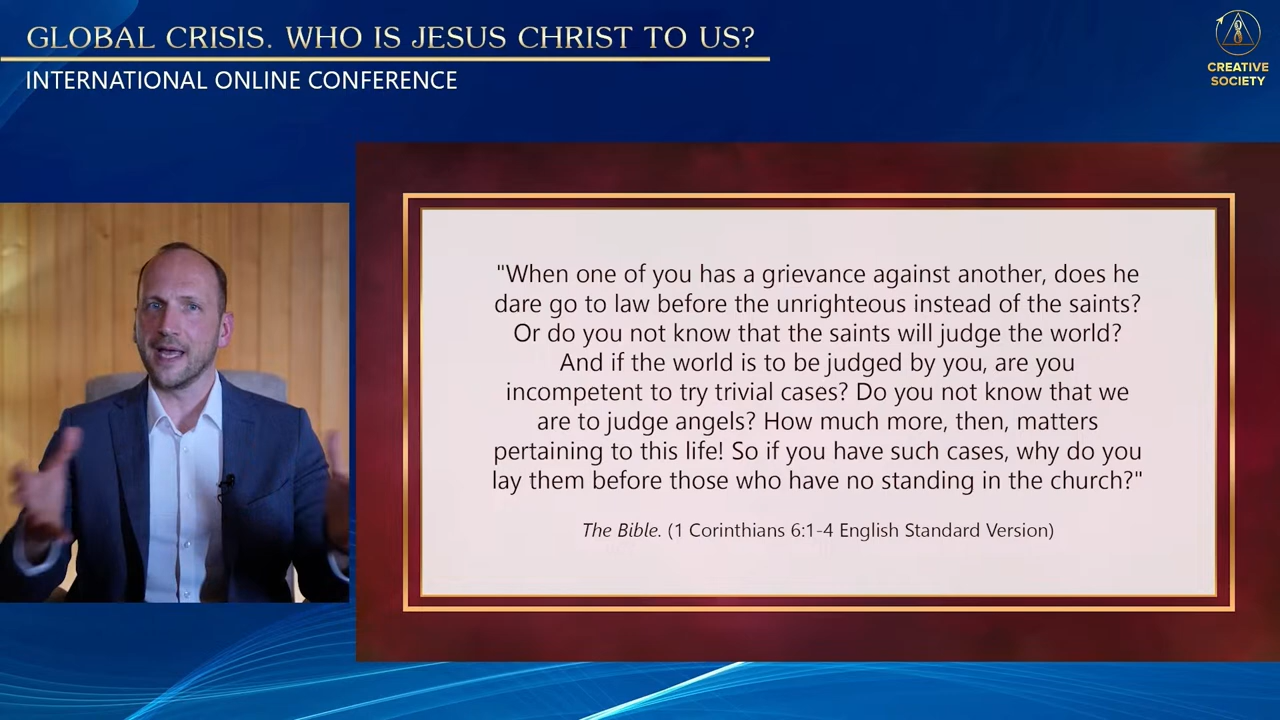 GLOBAL CRISIS. WHO IS JESUS CHRIST TO US?
INTERNATIONAL ONLINE CONFERENCE
CREATIVE
SOCIETY
"When one of you has a grievance against another, does he
dare go to law before the unrighteous instead of the saints?
Or do you not know that the saints will judge the world?
And if the world is to be judged by you, are you
incompetent to try trivial cases? Do you not know that we
are to judge angels? How much more, then, matters
pertaining to this life! So if you have such cases, why do you
lay them before those who have no standing in the church?"
The Bible. (1 Corinthians 6:1-4 English Standard Version)